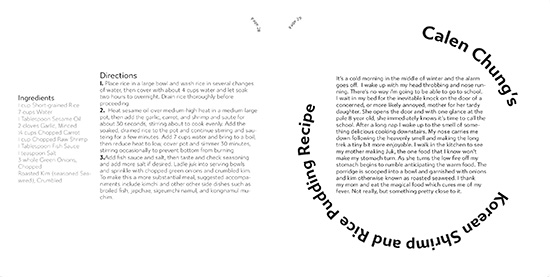 Ingredients
1 cup Short-grained Rice
7 cups Water
1 Tablespoon Sesame Oil
2 cloves Garlic, Minced
¼ cups Chopped Carrot
1 cup Chopped Raw Shrimp
1 Tablespoon Fish Sauce
1 teaspoon Salt
3 whole Green Onions,
Chopped
Roasted Kim (seasoned Sea-
weed), Crumbled
Directions
1. Place rice in a large bowl and wash rice in several changes
of water, then cover with about 4 cups water and let soak
two hours to overnight. Drain rice thoroughly before
proceeding.
2. Heat sesame oil over medium-high heat in a medium large
pot, then add the garlic, carrot, and shrimp and saute for
about 30 seconds, stirring about to cook evenly. Add the
soaked, drained rice to the pot and continue stirring and sau-
teing for a few minutes. Add 7 cups water and bring to a boil,
then reduce heat to low, cover pot and simmer 30 minutes,
stirring occasionally to prevent bottom from burning.
3.Add fish sauce and salt, then taste and check seasoning
and add more salt if desired. Ladle juk into serving bowls
and sprinkle with chopped green onions and crumbled kim.
To make this a more substantial meal, suggested accompa-
niments include kimchi and other other side dishes such as
broiled fish, japchae, sigeumchi namul, and kongnamul mu-
chim.
Calen Chung's
Korean Shrimp and Rice Pudding Recipe
It's a cold morning in the middle of winter and the alarm
goes off. I wake up with my head throbbing and nose run-
ning. There's no way I'm going to be able to go to school.
I wait in my bed for the inevitable knock on the door of a
concerned, or more likely annoyed, mother for her tardy
daughter. She opens the door and with one glance at the
pale 8 year old, she immediately knows it's time to call the
school. After a long nap I wake up to the smell of some-
thing delicious cooking downstairs. My nose carries me
down following the heavenly smell and making the long
trek a tiny bit more enjoyable. I walk in the kitchen to see
my mother making Juk, the one food that I know won't
make my stomach turn. As she turns the low fire off my
stomach begins to rumble anticipating the warm food. The
porridge is scooped into a bowl and garnished with onions
and kim otherwise known as roasted seaweed. I thank
my mom and eat the magical food which cures me of my
fever. Not really, but something pretty close to it.